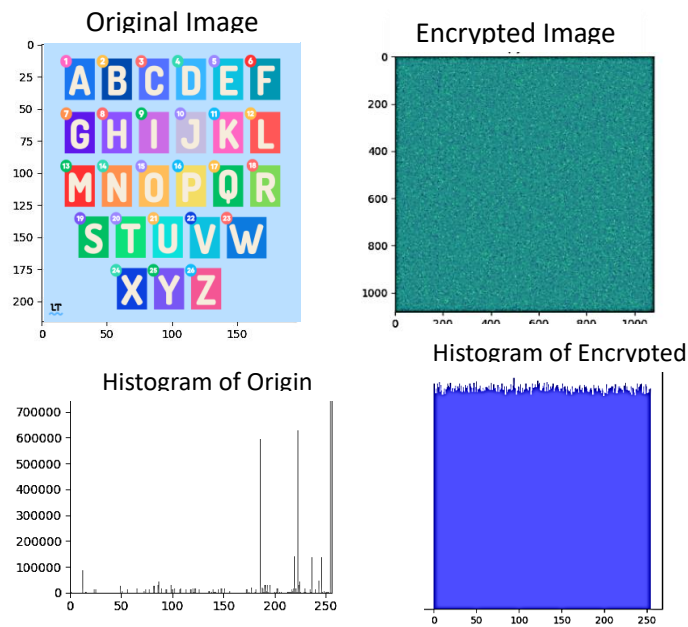 Original Image
Encrypted Image
0
25
50
75
100
125
150
175
200
1 2 3 4 5 6
A B C D E F
7 8 9 10 11 12
G H I J K L
13 14 15 16 17 18
M N O P Q R
19 20 21 22 23
S T U V W
24 25 26
X Y Z
LT
0 50 100 150
0
200
400
600
800
1000
0 200 400 600 800 1000
Histogram of Origin
700000
600000
500000
400000
300000
200000
100000
0
0 50 100 150 200 250
Histogram of Encrypted
0 50 100 150 200 250